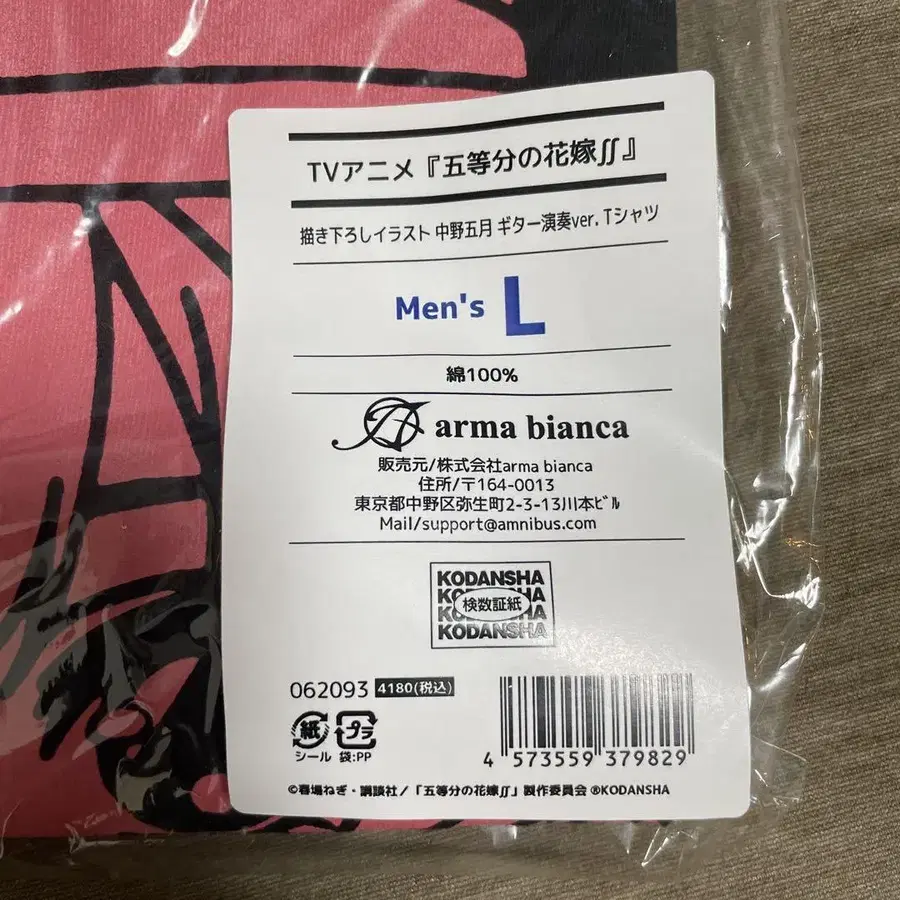 TVアニメ『五等分の花嫁∬』
描き下ろしイラスト 中野五月 ギター演奏ver. Tシャツ
Men's L
綿100%
arma bianca
販売元/株式会社arma bianca
住所/〒164-0013
東京都中野区弥生町2-3-13川本ビル
Mail/support@amnibus.com
KODANSHA
KODANSHA
検数証紙
KODANSHA
KODANSHA
062093 4180(税込)
紙 プラ
シール 袋:PP
4 573559 379829
©春場ねぎ・講談社/「五等分の花嫁∬」製作委員会 ®KODANSHA